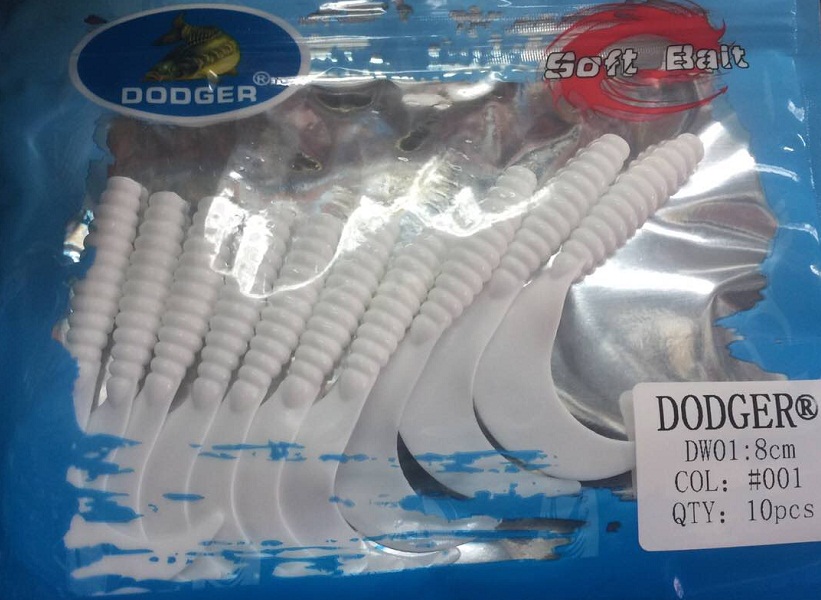 DODGER®
Soft Bait
DODGER®
DW01:8cm
COL: #001
QTY: 10pcs